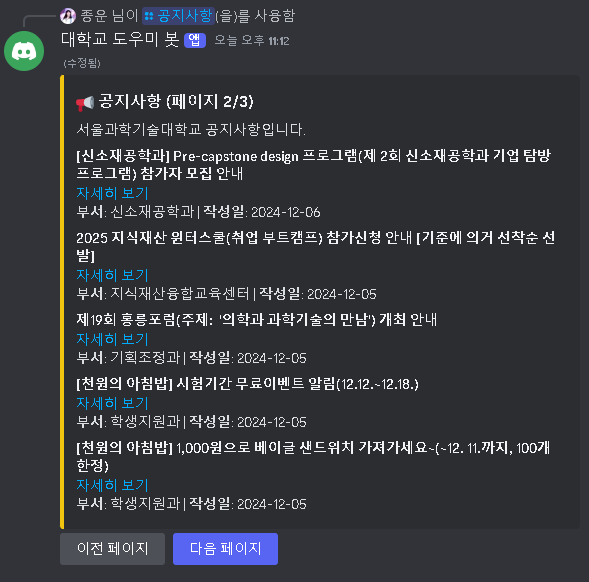 종윤 님이 공지사항(을)를 사용함
대학교 도우미 봇 앱 오늘 오후 11:12
(수정됨)
공지사항 (페이지 2/3)
서울과학기술대학교 공지사항입니다.
[신소재공학과] Pre-capstone design 프로그램(제 2회 신소재공학과 기업 탐방
프로그램) 참가자 모집 안내
자세히 보기
부서: 신소재공학과 | 작성일: 2024-12-06
2025 지식재산 윈터스쿨(취업 부트캠프) 참가신청 안내 [기준에 의거 선착순 선
발]
자세히 보기
부서: 지식재산융합교육센터 | 작성일: 2024-12-05
제19회 홍릉포럼(주제: '의학과 과학기술의 만남') 개최 안내
자세히 보기
부서: 기획조정과 | 작성일: 2024-12-05
[천원의 아침밥] 시험기간 무료이벤트 알림(12.12.~12.18.)
자세히 보기
부서: 학생지원과 | 작성일: 2024-12-05
[천원의 아침밥] 1,000원으로 베이글 샌드위치 가져가세요~(~12. 11.까지, 100개
한정)
자세히 보기
부서: 학생지원과 | 작성일: 2024-12-05
이전 페이지 다음 페이지